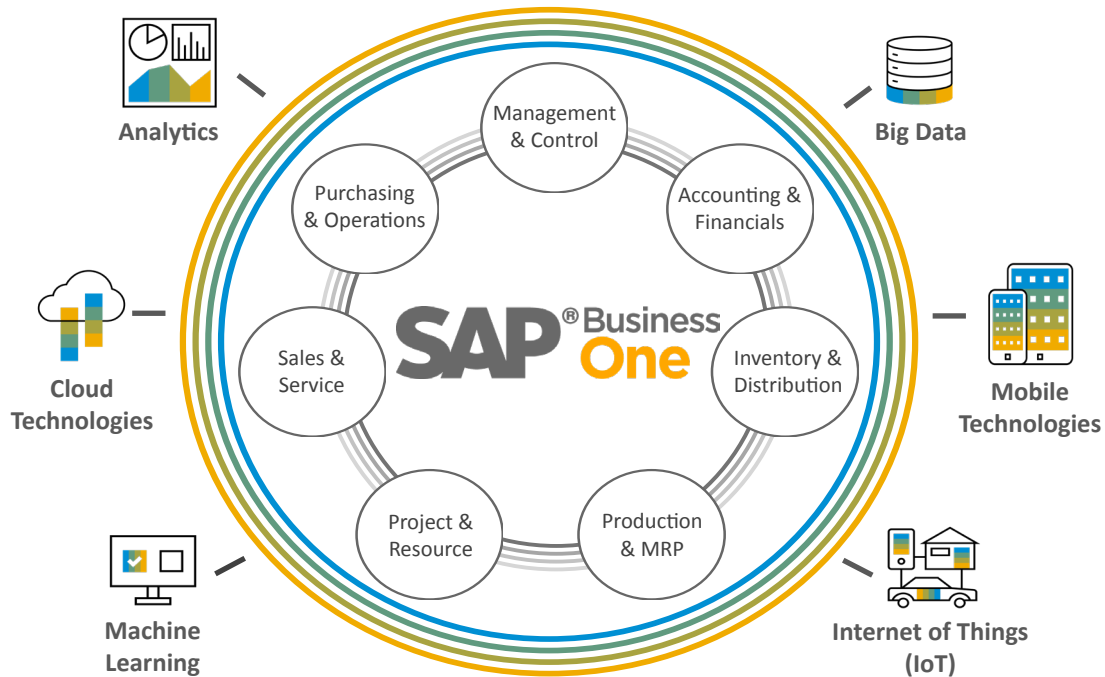 Analytics
Big Data
Management
& Control
Purchasing
& Operations
Accounting &
Financials
SAP® Business
One
Sales &
Service
Inventory &
Distribution
Cloud
Technologies
Mobile
Technologies
Project &
Resource
Production
& MRP
Machine
Learning
Internet of Things
(IoT)